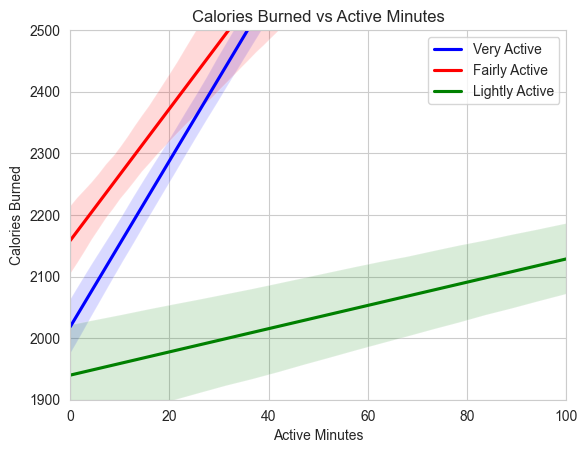 Calories Burned vs Active Minutes
2500
2400
2300
2200
2100
2000
1900
Calories Burned
Very Active
Fairly Active
Lightly Active
0 20 40 60 80 100
Active Minutes